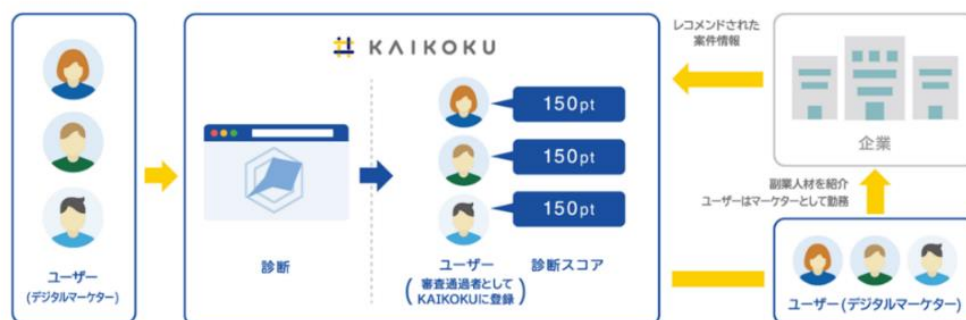 KAIKOKU
レコメンドされた
案件情報
150pt
150pt
150pt
企業
副業人材を紹介
ユーザーはマーケターとして勤務
ユーザー
(デジタルマーケター)
診断
ユーザー
(審査通過者として
KAIKOKUに登録)
診断スコア
ユーザー(デジタルマーケター)